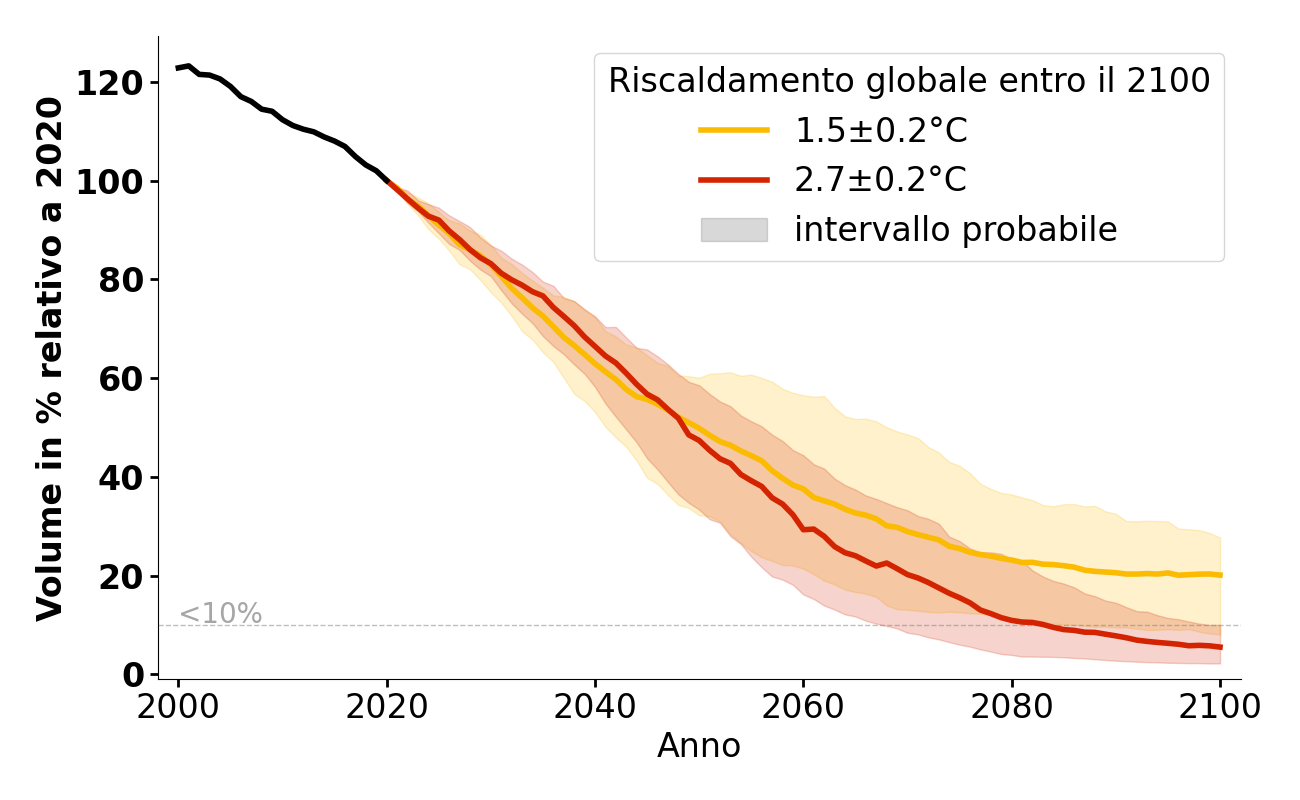 Riscaldamento globale entro il 2100
1.5±0.2°C
2.7±0.2°C
intervallo probabile
Volume in % relativo a 2020
120
100
80
60
40
20
0
<10%
2000 2020 2040 2060 2080 2100
Anno